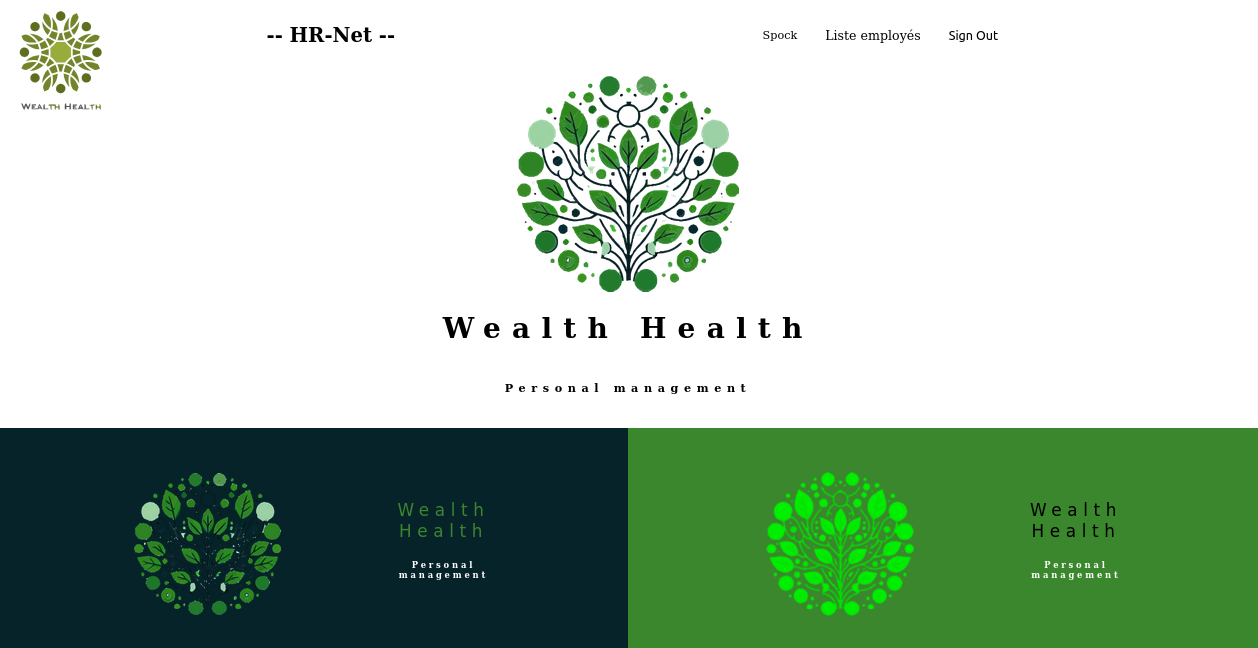 -- HR-Net --
Spock
Liste employés
Sign Out
WEALTH HEALTH
Wealth Health
Personal management
Wealth
Health
Personal
management
Wealth
Health
Personal
management